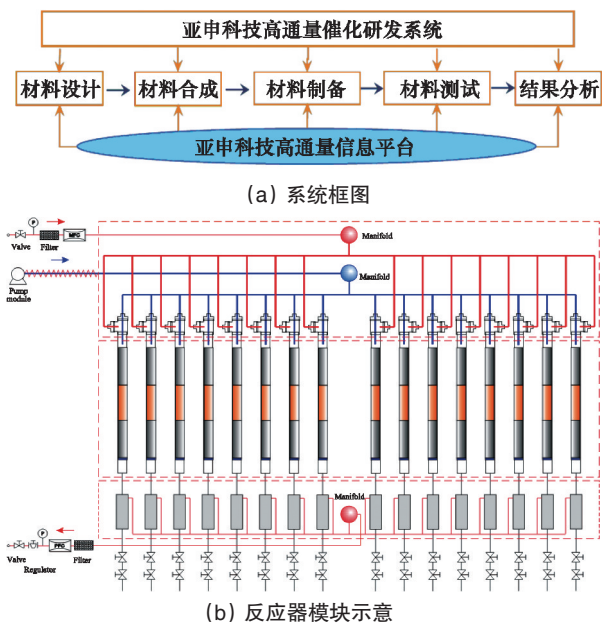 亚申科技高通量催化研发系统
材料设计
材料合成
材料制备
材料测试
结果分析
亚申科技高通量信息平台
(a) 系统框图
P
Valve
Filter
MFC
Manifold
Manifold
Pump
module
Manifold
P
Valve
Regulator
PFC
Filter
(b) 反应器模块示意